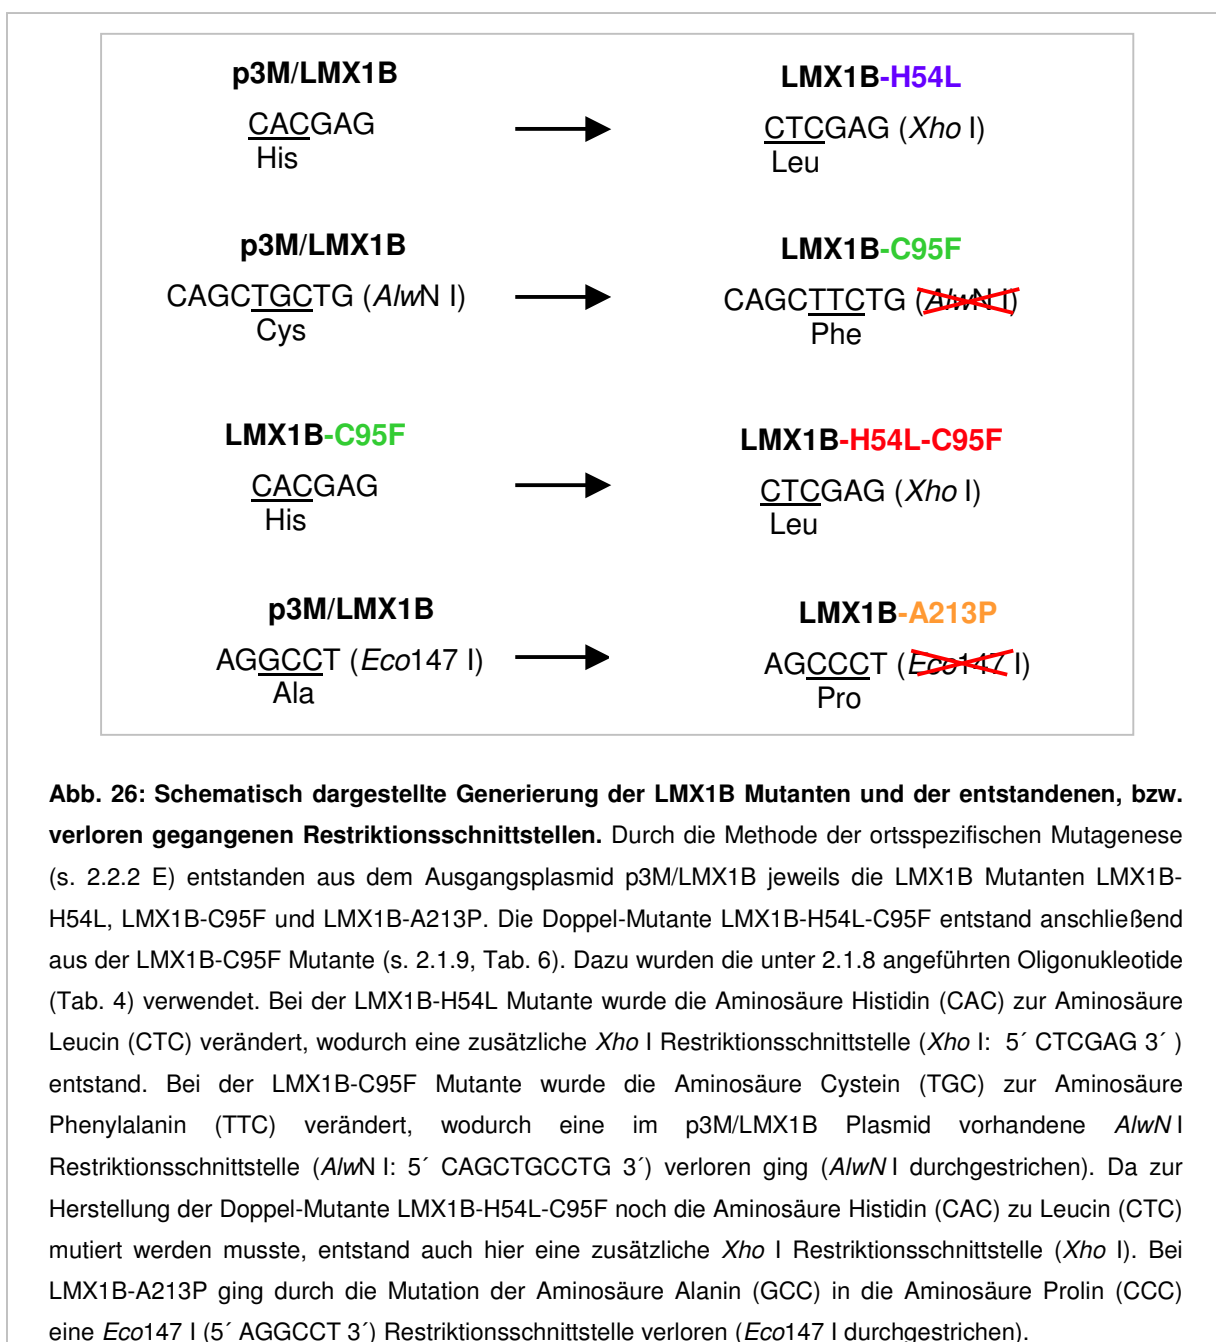 p3M/LMX1B LMX1B-H54L
CACGAG CTCGAG (Xho I)
His Leu
p3M/LMX1B LMX1B-C95F
CAGCTGCTG (AlwN I) CAGCTTCTG (AlwN I)
Cys Phe
LMX1B-C95F LMX1B-H54L-C95F
CACGAG CTCGAG (Xho I)
His Leu
p3M/LMX1B LMX1B-A213P
AGGCCT (Eco147 I) AGCCCT (Eco147 I)
Ala Pro
Abb. 26: Schematisch dargestellte Generierung der LMX1B Mutanten und der entstandenen, bzw.
verloren gegangenen Restriktionsschnittstellen. Durch die Methode der ortsspezifischen Mutagenese
(s. 2.2.2 E) entstanden aus dem Ausgangsplasmid p3M/LMX1B jeweils die LMX1B Mutanten LMX1B-
H54L, LMX1B-C95F und LMX1B-A213P. Die Doppel-Mutante LMX1B-H54L-C95F entstand anschließend
aus der LMX1B-C95F Mutante (s. 2.1.9, Tab. 6). Dazu wurden die unter 2.1.8 angeführten Oligonukleotide
(Tab. 4) verwendet. Bei der LMX1B-H54L Mutante wurde die Aminosäure Histidin (CAC) zur Aminosäure
Leucin (CTC) verändert, wodurch eine zusätzliche Xho I Restriktionsschnittstelle (Xho I: 5´ CTCGAG 3´ )
entstand. Bei der LMX1B-C95F Mutante wurde die Aminosäure Cystein (TGC) zur Aminosäure
Phenylalanin (TTC) verändert, wodurch eine im p3M/LMX1B Plasmid vorhandene AlwN I
Restriktionsschnittstelle (AlwN I: 5´ CAGCTGCCTG 3´) verloren ging (AlwN I durchgestrichen). Da zur
Herstellung der Doppel-Mutante LMX1B-H54L-C95F noch die Aminosäure Histidin (CAC) zu Leucin (CTC)
mutiert werden musste, entstand auch hier eine zusätzliche Xho I Restriktionsschnittstelle (Xho I). Bei
LMX1B-A213P ging durch die Mutation der Aminosäure Alanin (GCC) in die Aminosäure Prolin (CCC)
eine Eco147 I (5´ AGGCCT 3´) Restriktionsschnittstelle verloren (Eco147 I durchgestrichen).